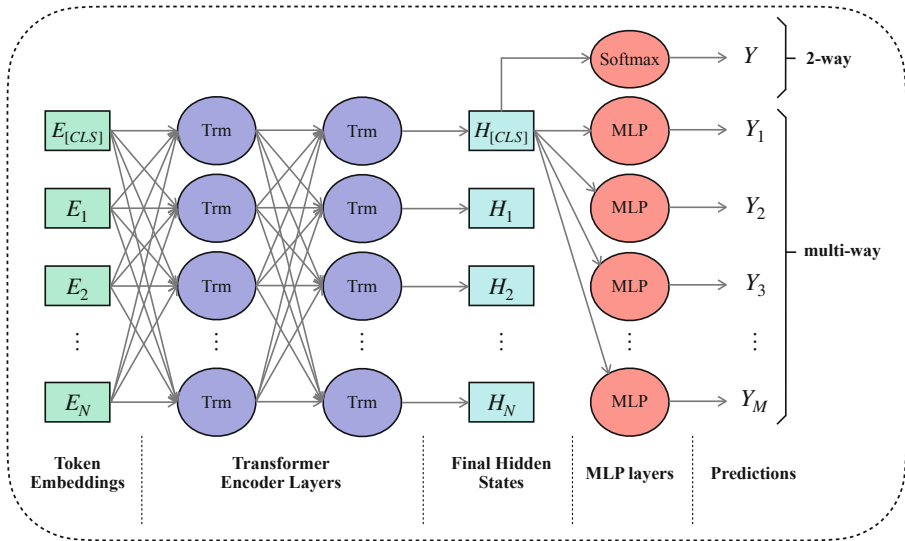 Softmax Y 2-way
E[CLS] Trm Trm H[CLS] MLP Y1
E1 Trm Trm H1 MLP Y2
E2 Trm Trm H2 MLP Y3
multi-way
⋮ ⋮ ⋮ ⋮ ⋮ ⋮
EN Trm Trm HN MLP YM
Token Embeddings
Transformer Encoder Layers
Final Hidden States
MLP layers
Predictions